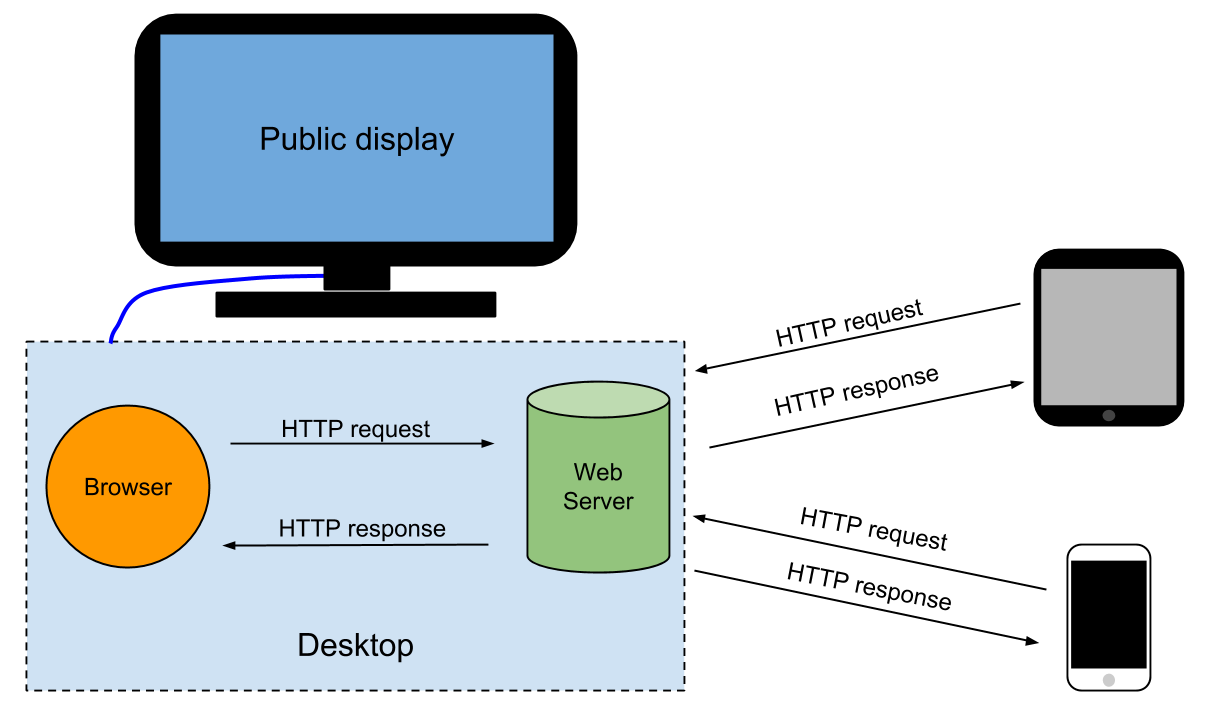 Public display
HTTP request
HTTP response
HTTP request
Browser
Web
Server
HTTP response
HTTP request
HTTP response
Desktop